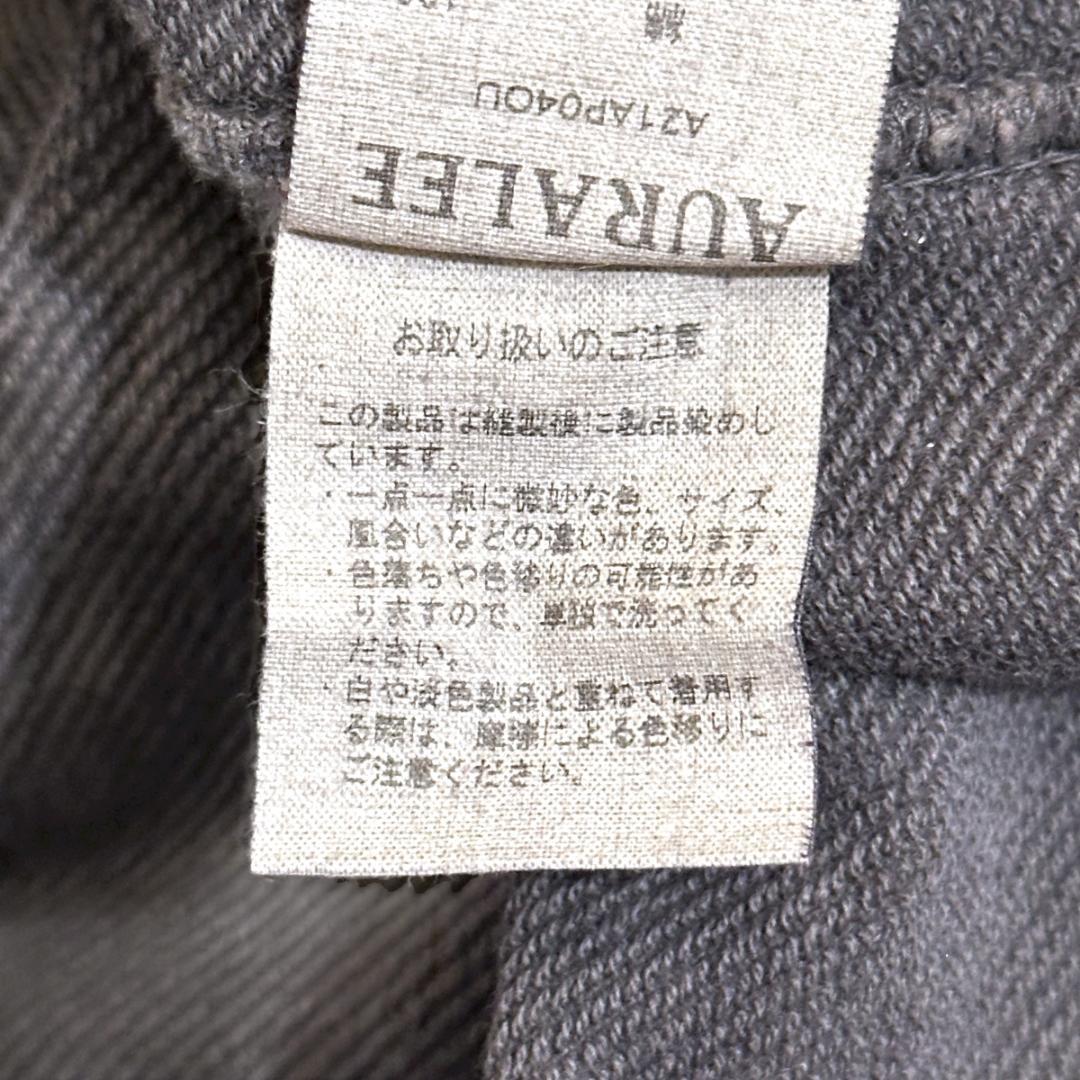 綿
A21AP04OU
AURALEE
お取り扱いのご注意
この製品は縫製後に製品染めし
ています。
・一点一点に微妙な色、サイズ、
風合いなどの違いがあります。
・色落ちや色移りの可能性があ
りますので、単独で洗ってく
ださい。
・白や淡色製品と重ねて着用す
る際は、摩擦による色移りに
ご注意ください。